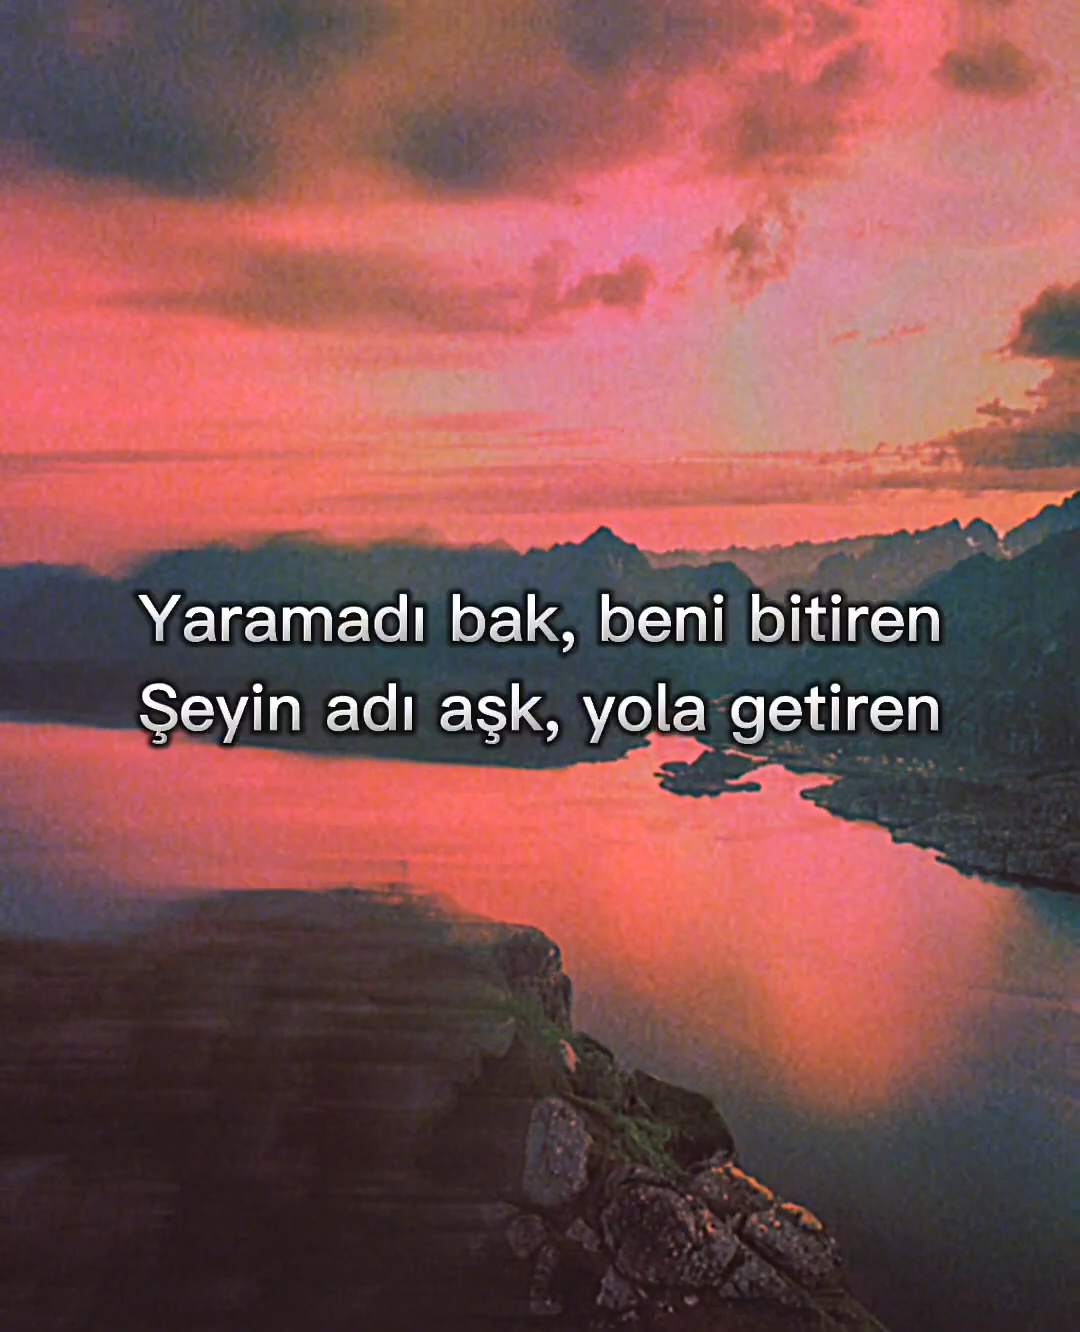 Yaramadı bak, beni bitiren
Şeyin adı aşk, yola getiren